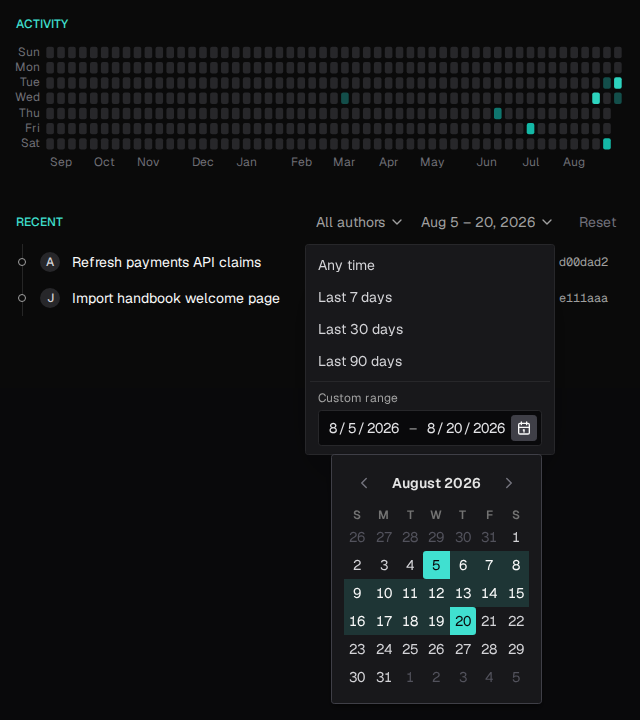 ACTIVITY
Sun
Mon
Tue
Wed
Thu
Fri
Sat
Sep Oct Nov Dec Jan Feb Mar Apr May Jun Jul Aug
RECENT All authors Aug 5 – 20, 2026 Reset
A Refresh payments API claims d00dad2
J Import handbook welcome page e111aaa
Any time
Last 7 days
Last 30 days
Last 90 days
Custom range
8/5/2026 – 8/20/2026
August 2026
S M T W T F S
26 27 28 29 30 31 1
2 3 4 5 6 7 8
9 10 11 12 13 14 15
16 17 18 19 20 21 22
23 24 25 26 27 28 29
30 31 1 2 3 4 5